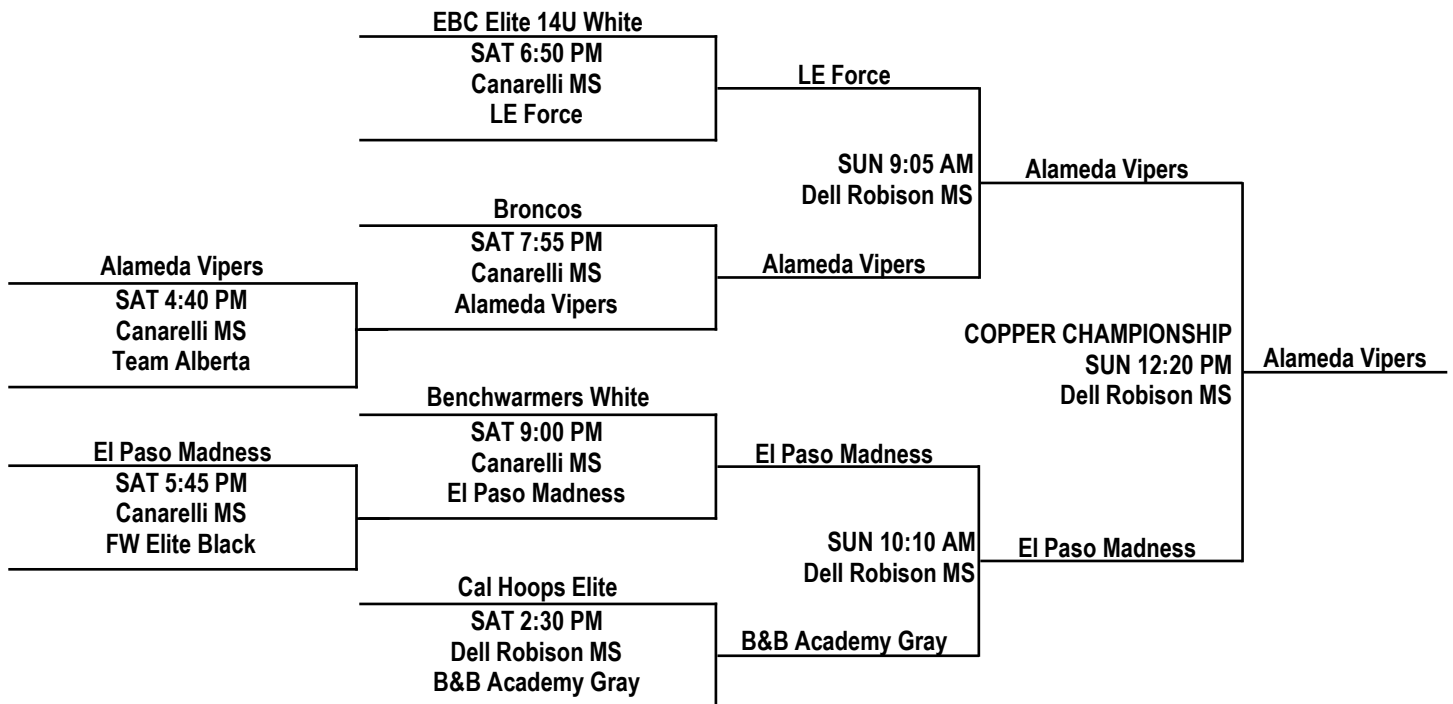 EBC Elite 14U White
SAT 6:50 PM
Canarelli MS
LE Force
LE Force
SUN 9:05 AM
Dell Robison MS
Alameda Vipers
Broncos
SAT 7:55 PM
Canarelli MS
Alameda Vipers
Alameda Vipers
Alameda Vipers
SAT 4:40 PM
Canarelli MS
Team Alberta
COPPER CHAMPIONSHIP
SUN 12:20 PM
Dell Robison MS
Alameda Vipers
Benchwarmers White
SAT 9:00 PM
Canarelli MS
El Paso Madness
El Paso Madness
El Paso Madness
SAT 5:45 PM
Canarelli MS
FW Elite Black
SUN 10:10 AM
Dell Robison MS
El Paso Madness
Cal Hoops Elite
SAT 2:30 PM
Dell Robison MS
B&B Academy Gray
B&B Academy Gray